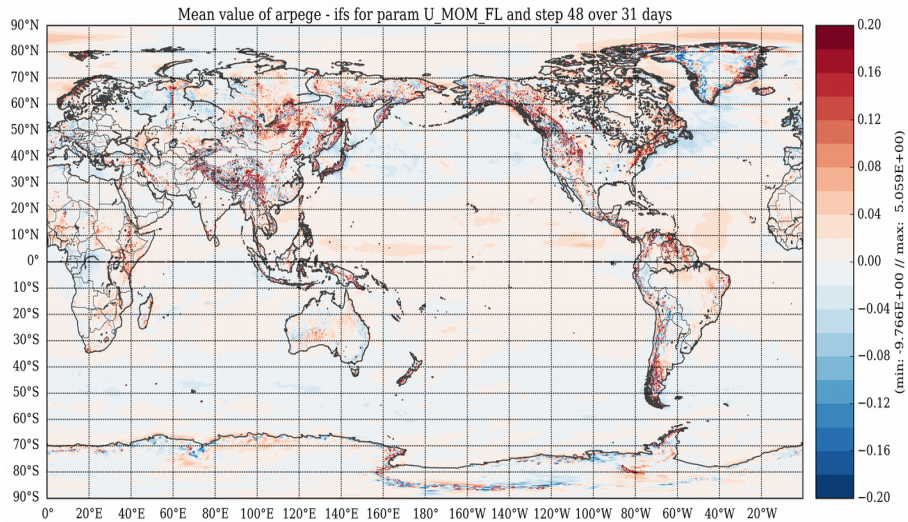 Mean value of arpege - ifs for param U_MOM_FL and step 48 over 31 days
90°N
80°N
70°N
60°N
50°N
40°N
30°N
20°N
10°N
0°
10°S
20°S
30°S
40°S
50°S
60°S
70°S
80°S
90°S
0° 20°E 40°E 60°E 80°E 100°E 120°E 140°E 160°E 180° 160°W 140°W 120°W 100°W 80°W 60°W 40°W 20°W
0.20
0.16
0.12
0.08
0.04
0.00
−0.04
−0.08
−0.12
−0.16
−0.20
(min: -9.766E+00 // max: 5.059E+00)